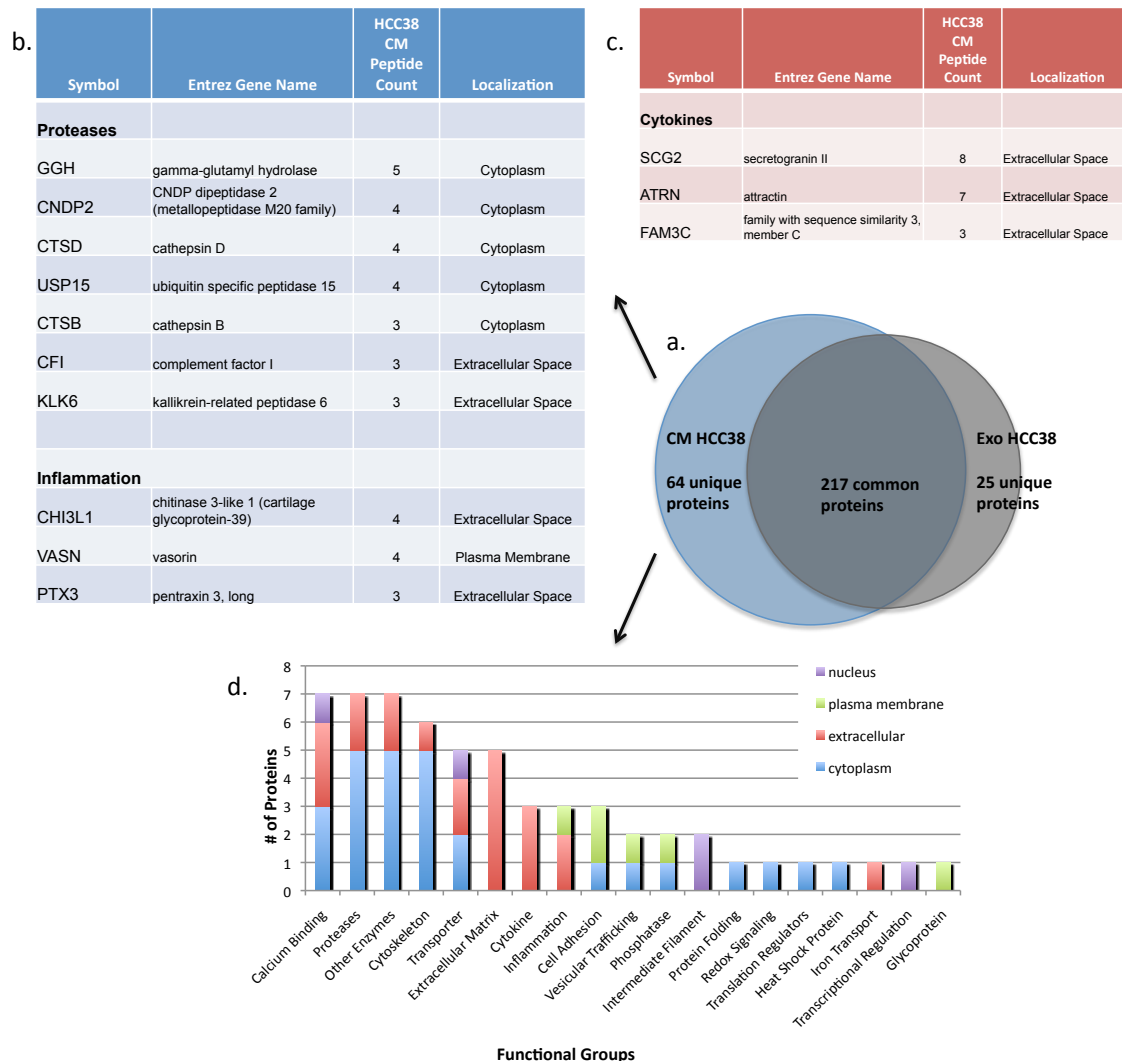 b.
Symbol Entrez Gene Name HCC38 CM Peptide Count Localization
Proteases
GGH gamma-glutamyl hydrolase 5 Cytoplasm
CNDP2 CNDP dipeptidase 2 (metallopeptidase M20 family) 4 Cytoplasm
CTSD cathepsin D 4 Cytoplasm
USP15 ubiquitin specific peptidase 15 4 Cytoplasm
CTSB cathepsin B 3 Cytoplasm
CFI complement factor I 3 Extracellular Space
KLK6 kallikrein-related peptidase 6 3 Extracellular Space
Inflammation
CHI3L1 chitinase 3-like 1 (cartilage glycoprotein-39) 4 Extracellular Space
VASN vasorin 4 Plasma Membrane
PTX3 pentraxin 3, long 3 Extracellular Space
c.
Symbol Entrez Gene Name HCC38 CM Peptide Count Localization
Cytokines
SCG2 secretogranin II 8 Extracellular Space
ATRN attractin 7 Extracellular Space
FAM3C family with sequence similarity 3, member C 3 Extracellular Space
a.
CM HCC38
64 unique
proteins
217 common
proteins
Exo HCC38
25 unique
proteins
d.
# of Proteins
8
7
6
5
4
3
2
1
0
nucleus
plasma membrane
extracellular
cytoplasm
Calcium Binding
Proteases
Other Enzymes
Cytoskeleton
Transporter
Extracellular Matrix
Cytokine
Inflammation
Cell Adhesion
Vesicular Trafficking
Phosphatase
Intermediate Filament
Protein Folding
Redox Signaling
Translation Regulators
Heat Shock Protein
Iron Transport
Transcriptional Regulation
Glycoprotein
Functional Groups